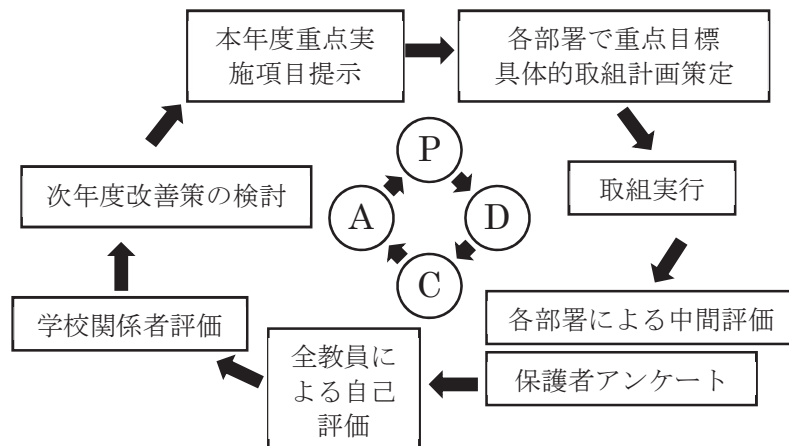 本年度重点実
施項目提示
各部署で重点目標
具体的取組計画策定
取組実行
各部署による中間評価
保護者アンケート
全教員に
よる自己
評価
学校関係者評価
次年度改善策の検討
P
D
C
A